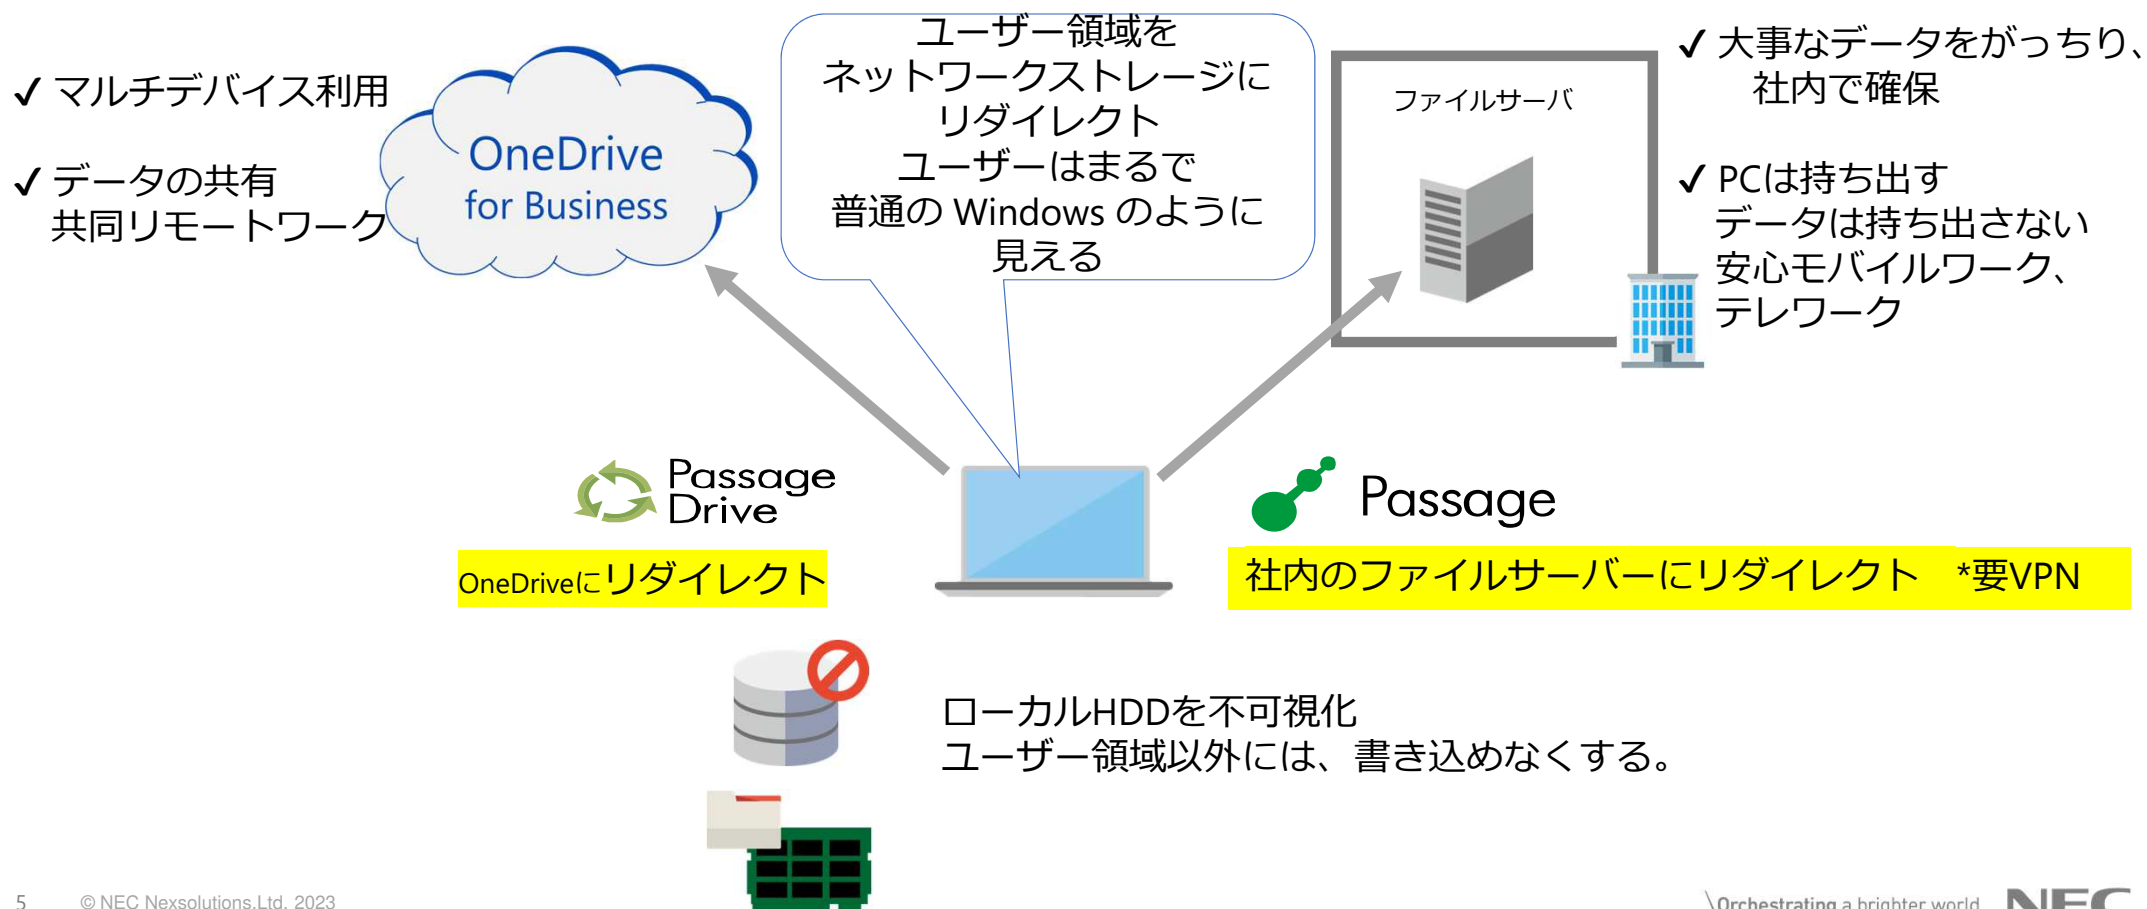 ✓ マルチデバイス利用
✓ データの共有
共同リモートワーク
OneDrive
for Business
ユーザー領域を
ネットワークストレージに
リダイレクト
ユーザーはまるで
普通の Windows のように
見える
ファイルサーバ
✓ 大事なデータをがっちり、
社内で確保
✓ PCは持ち出す
データは持ち出さない
安心モバイルワーク、
テレワーク
Passage
Drive
OneDriveにリダイレクト
Passage
社内のファイルサーバーにリダイレクト *要VPN
ローカルHDDを不可視化
ユーザー領域以外には、書き込めなくする。
5 © NEC Nexsolutions,Ltd. 2023
\Orchestrating a brighter world
NEC